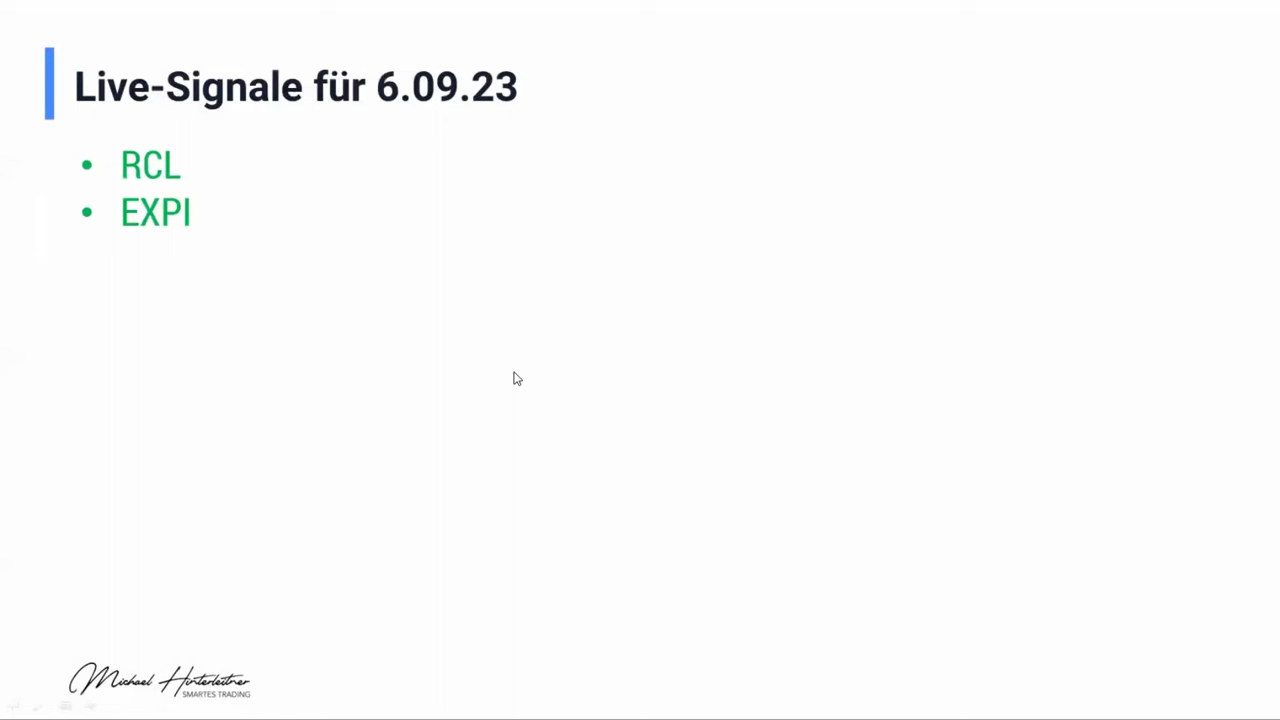 Live-Signale für 6.09.23
• RCL
• EXPI
Michael Hinterleitner
SMARTES TRADING